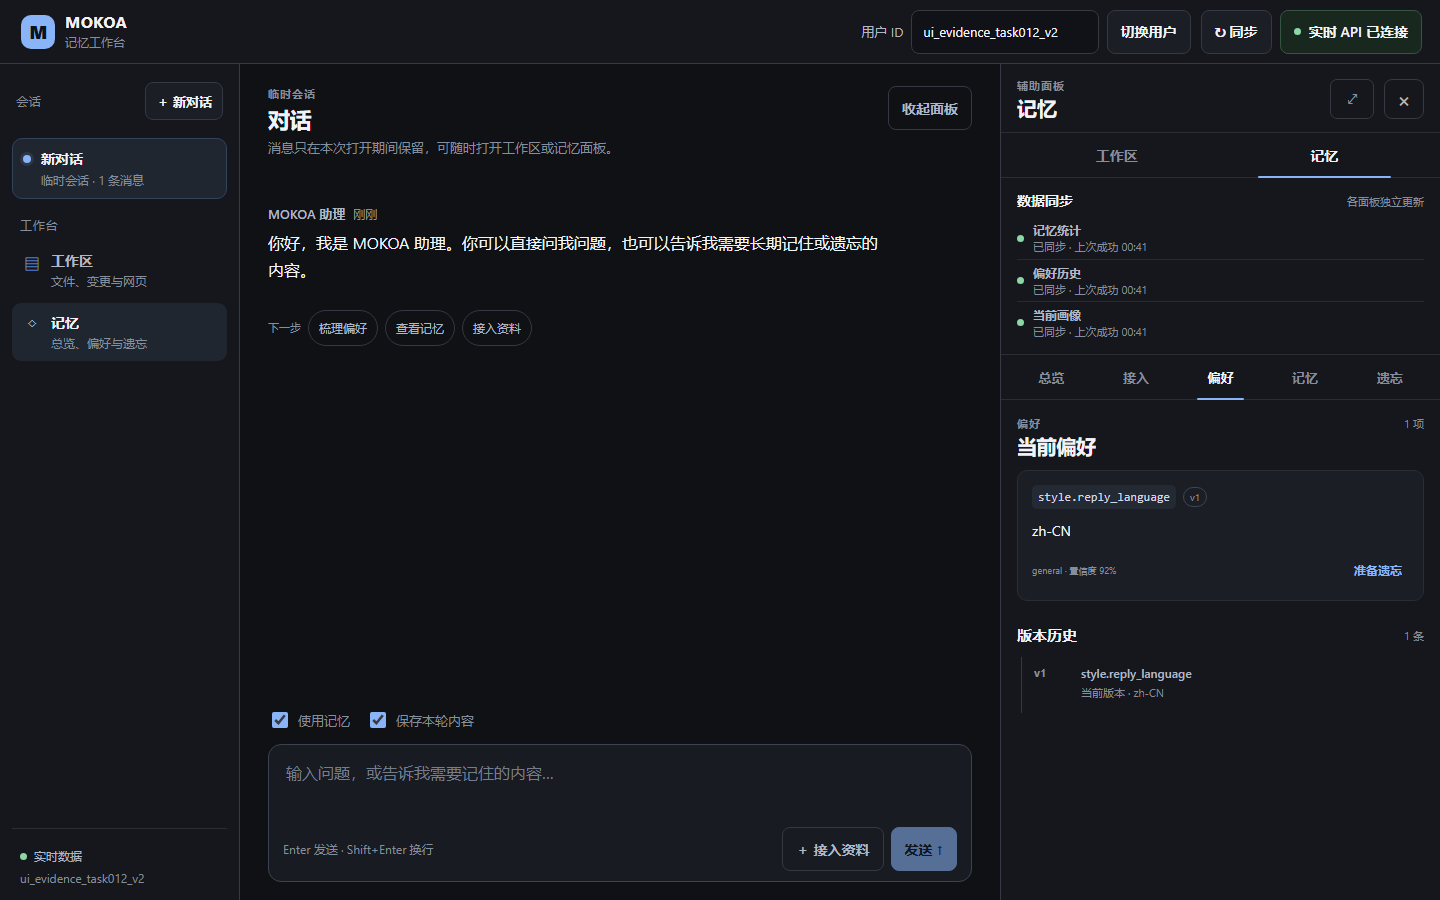 M
MOKOA
记忆工作台
用户 ID
ui_evidence_task012_v2
切换用户
↻ 同步
实时 API 已连接
会话
+ 新对话
新对话
临时会话 · 1 条消息
工作台
工作区
文件、变更与网页
记忆
总览、偏好与遗忘
实时数据
ui_evidence_task012_v2
临时会话
对话
消息只在本次打开期间保留，可随时打开工作区或记忆面板。
收起面板
MOKOA 助理 刚刚
你好，我是 MOKOA 助理。你可以直接问我问题，也可以告诉我需要长期记住或遗忘的
内容。
下一步
梳理偏好
查看记忆
接入资料
使用记忆
保存本轮内容
输入问题，或告诉我需要记住的内容...
Enter 发送 · Shift+Enter 换行
+ 接入资料
发送 ↑
辅助面板
记忆
工作区
记忆
数据同步
各面板独立更新
记忆统计
已同步 · 上次成功 00:41
偏好历史
已同步 · 上次成功 00:41
当前画像
已同步 · 上次成功 00:41
总览
接入
偏好
记忆
遗忘
偏好
1 项
当前偏好
style.reply_language
v1
zh-CN
general · 置信度 92%
准备遗忘
版本历史
1 条
v1
style.reply_language
当前版本 · zh-CN